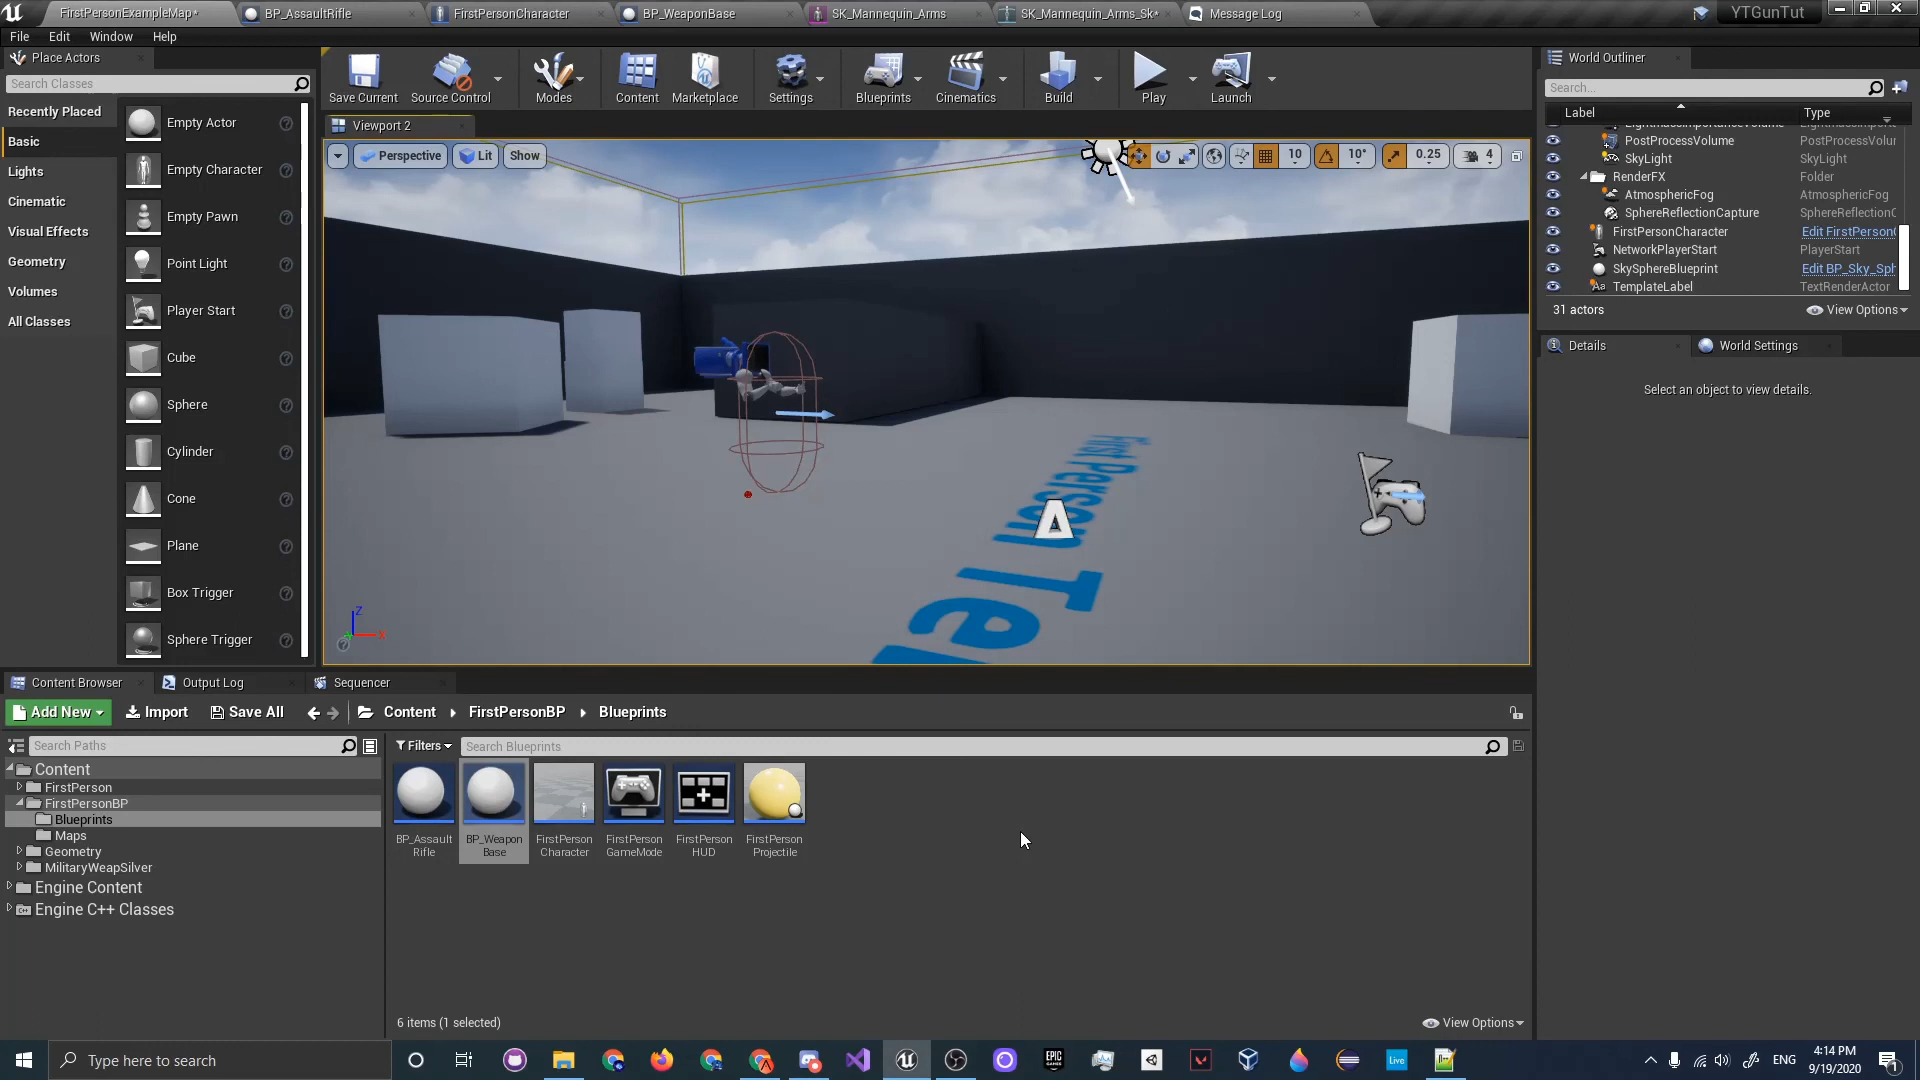 FirstPersonExampleMap*
BP_AssaultRifle
FirstPersonCharacter
BP_WeaponBase
SK_Mannequin_Arms
SK_Mannequin_Arms_Sk*
Message Log
YTGunTut
File Edit Window Help
Place Actors
Search Classes
Recently Placed
Basic
Lights
Cinematic
Visual Effects
Geometry
Volumes
All Classes
Empty Actor
Empty Character
Empty Pawn
Point Light
Player Start
Cube
Sphere
Cylinder
Cone
Plane
Box Trigger
Sphere Trigger
Save Current
Source Control
Modes
Content
Marketplace
Settings
Blueprints
Cinematics
Build
Play
Launch
Viewport 2
Perspective Lit Show
10 10° 0.25 4
FirstPerson Te
Z
X
World Outliner
Search...
Label Type
PostProcessVolume PostProcessVolur
SkyLight SkyLight
RenderFX Folder
AtmosphericFog AtmosphericFog
SphereReflectionCapture SphereReflectionC
FirstPersonCharacter Edit FirstPersonC
NetworkPlayerStart PlayerStart
SkySphereBlueprint Edit BP_Sky_Sph
TemplateLabel TextRenderActor
31 actors
View Options
Details
World Settings
Select an object to view details.
Content Browser
Output Log
Sequencer
Add New Import Save All
Content FirstPersonBP Blueprints
Search Paths
Content
FirstPerson
FirstPersonBP
Blueprints
Maps
Geometry
MilitaryWeapSilver
Engine Content
Engine C++ Classes
Filters
Search Blueprints
BP_Assault
Rifle
BP_Weapon
Base
FirstPerson
Character
FirstPerson
GameMode
FirstPerson
HUD
FirstPerson
Projectile
6 items (1 selected)
View Options
Type here to search
EPIC
GAMES
Live
ENG
4:14 PM
9/19/2020
1